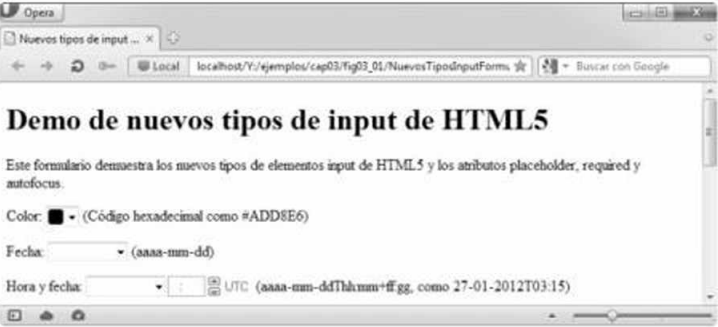 Opera
Nuevos tipos de input ...
Local localhost/Y:/ejemplos/cap03/fig03_01/NuevosTiposInputForms Buscar con Google
Demo de nuevos tipos de input de HTML5
Este formulario demuestra los nuevos tipos de elementos input de HTML5 y los atributos placeholder, required y
autofocus.
Color: (Código hexadecimal como #ADD8E6)
Fecha: (aaaa-mm-dd)
Hora y fecha: : UTC (aaaa-mm-ddThh:mm+ff:gg, como 27-01-2012T03:15)